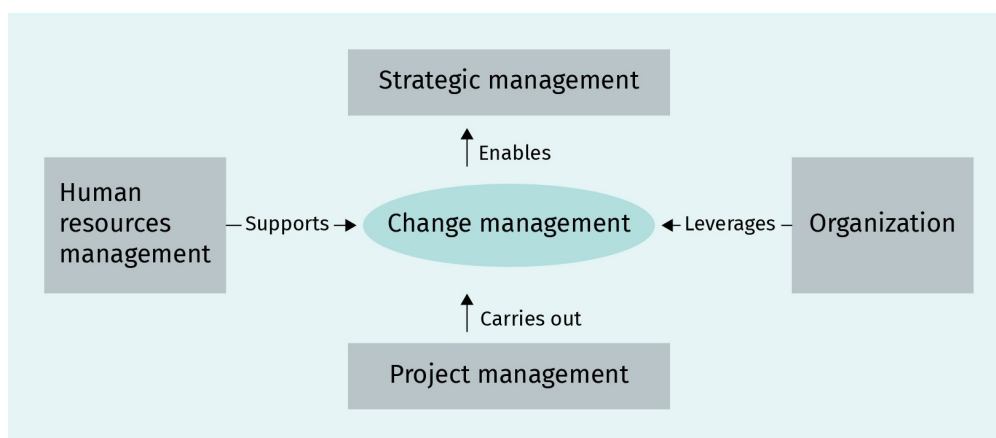 Strategic management
Enables
Human
resources
management
Supports
Change management
Leverages
Organization
Carries out
Project management